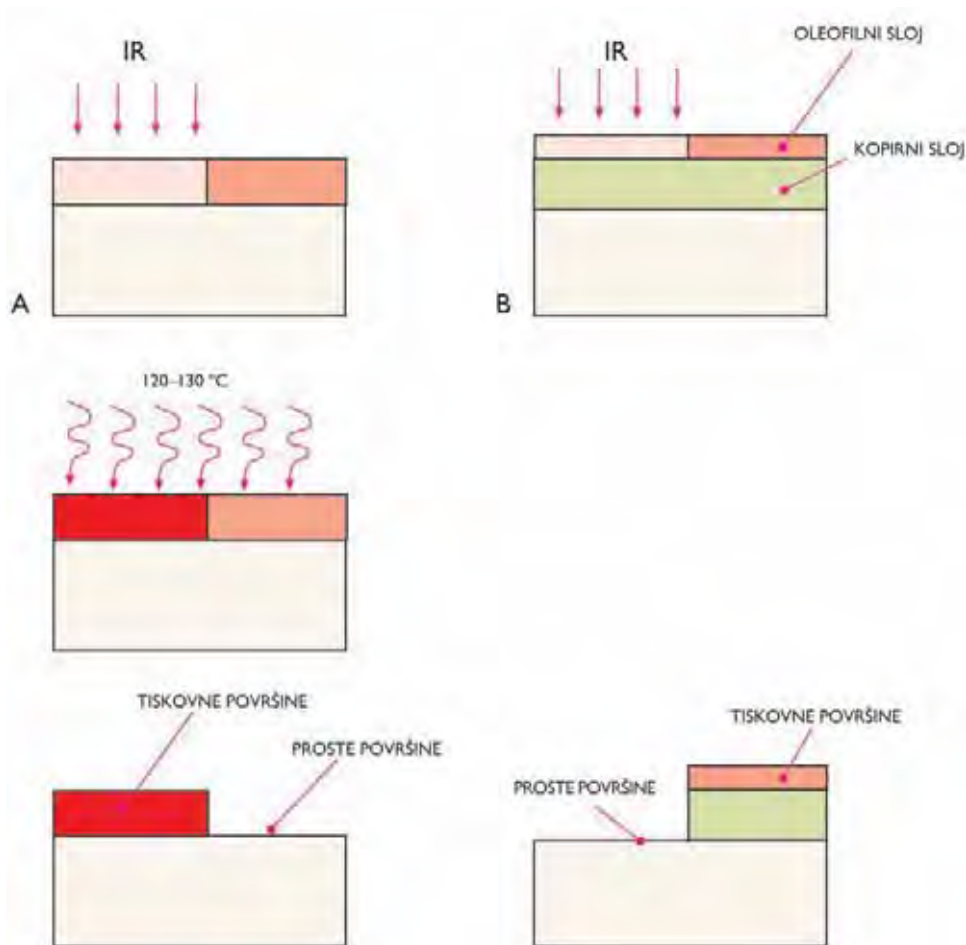 IR
IR
OLEOFILNI SLOJ
KOPIRNI SLOJ
A
B
120–130 °C
TISKOVNE POVRŠINE
PROSTE POVRŠINE
TISKOVNE POVRŠINE
PROSTE POVRŠINE